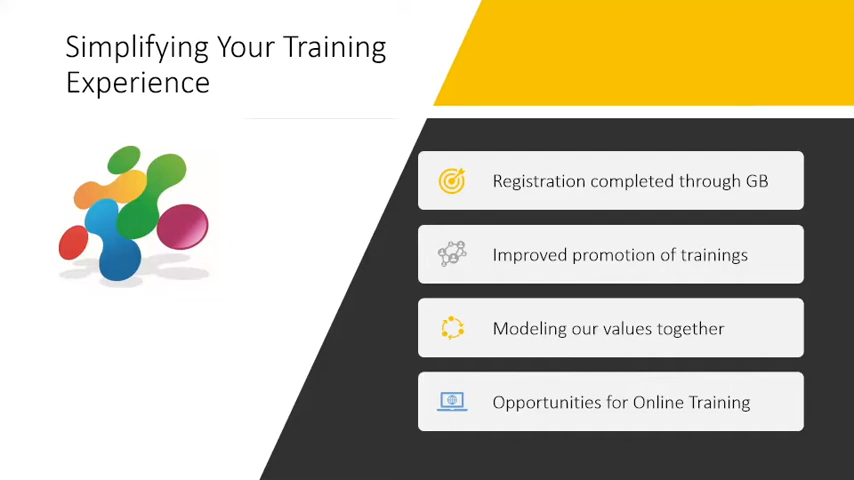 Simplifying Your Training
Experience
Registration completed through GB
Improved promotion of trainings
Modeling our values together
Opportunities for Online Training